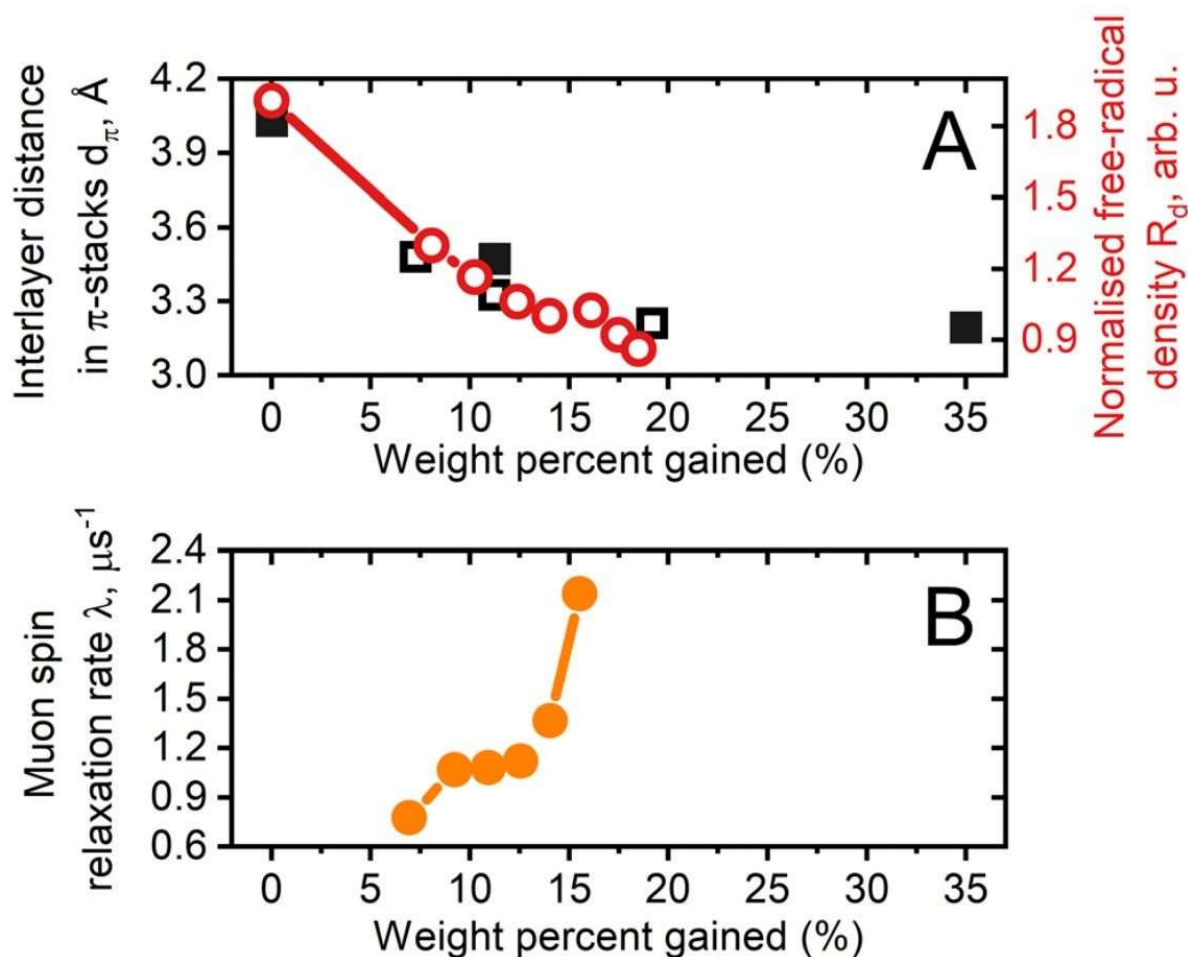 Interlayer distance
in π-stacks dπ, Å
4.2
3.9
3.6
3.3
3.0
A
1.8
1.5
1.2
0.9
Normalised free-radical
density Rd, arb. u.
0 5 10 15 20 25 30 35
Weight percent gained (%)
Muon spin
relaxation rate λ, μs-1
2.4
2.1
1.8
1.5
1.2
0.9
0.6
B
0 5 10 15 20 25 30 35
Weight percent gained (%)